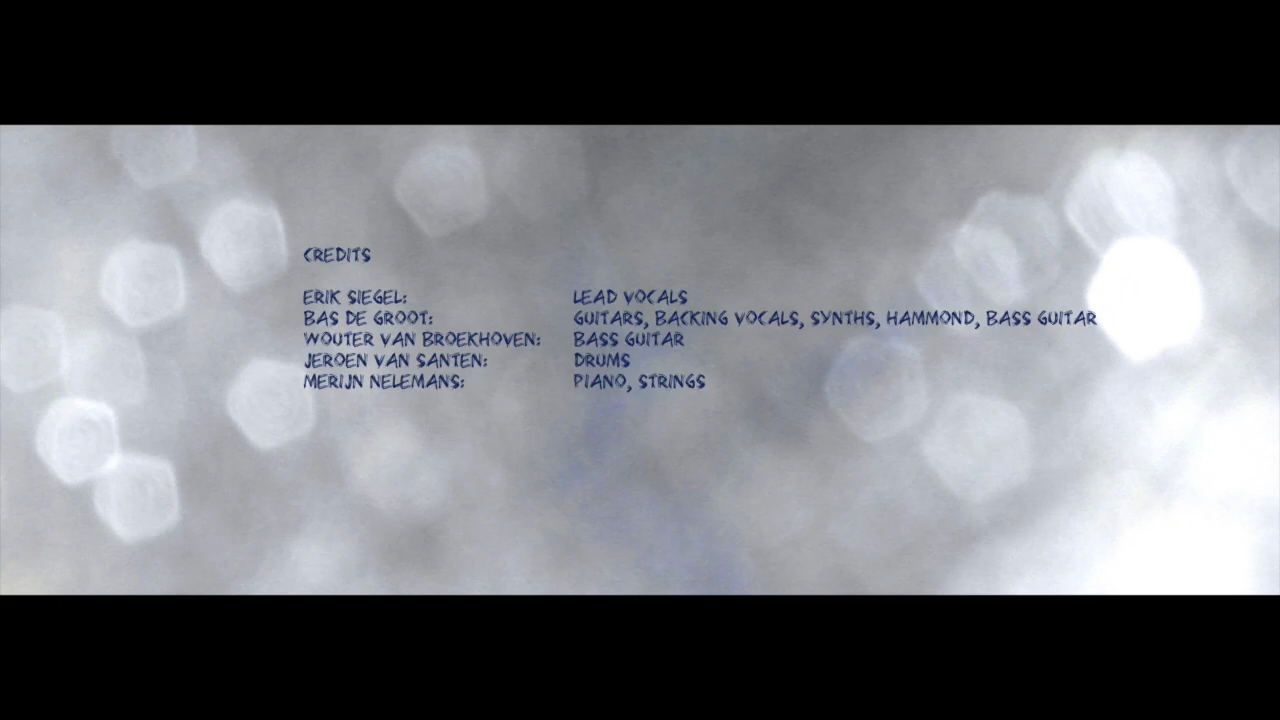 CREDITS
ERIK SIEGEL: LEAD VOCALS
BAS DE GROOT: GUITARS, BACKING VOCALS, SYNTHS, HAMMOND, BASS GUITAR
WOUTER VAN BROEKHOVEN: BASS GUITAR
JEROEN VAN SANTEN: DRUMS
MERIJN NELEMANS: PIANO, STRINGS